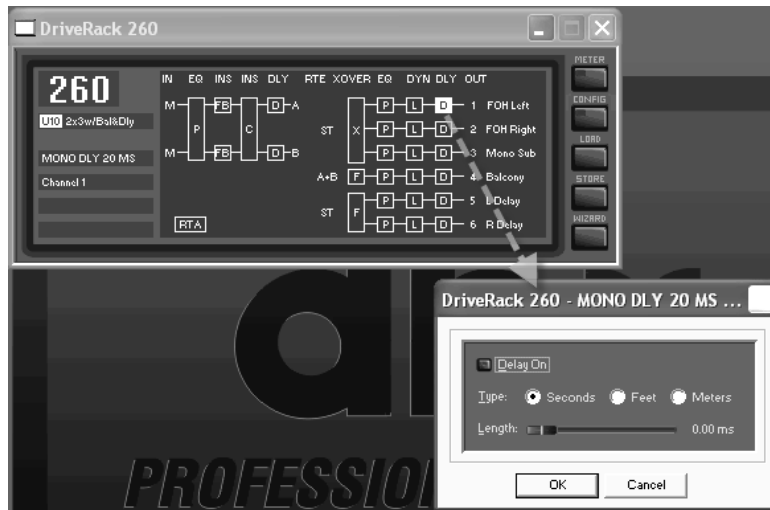 DriveRack 260
260
U10 2x3w/Bal&Dly
MONO DLY 20 MS
Channel 1
IN EQ INS INS DLY RTE XOVER EQ DYN DLY OUT
M FB D A P L D 1 FOH Left
P C ST X P L D 2 FOH Right
M FB D B P L D 3 Mono Sub
A+B F P L D 4 Balcony
ST F P L D 5 L Delay
RTA P L D 6 R Delay
METER
CONFIG
LOAD
STORE
WIZARD
DriveRack 260 - MONO DLY 20 MS ...
Delay On
Type: Seconds Feet Meters
Length: 0.00 ms
OK Cancel